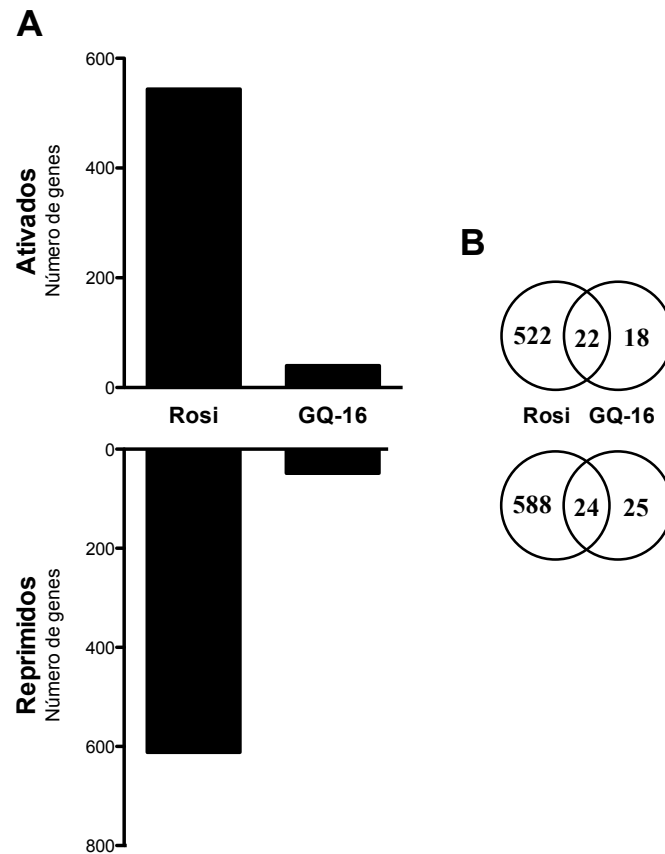 A
Ativados
Número de genes
600
400
200
0
Rosi GQ-16
Reprimidos
Número de genes
0
200
400
600
800
B
522 22 18
Rosi GQ-16
588 24 25